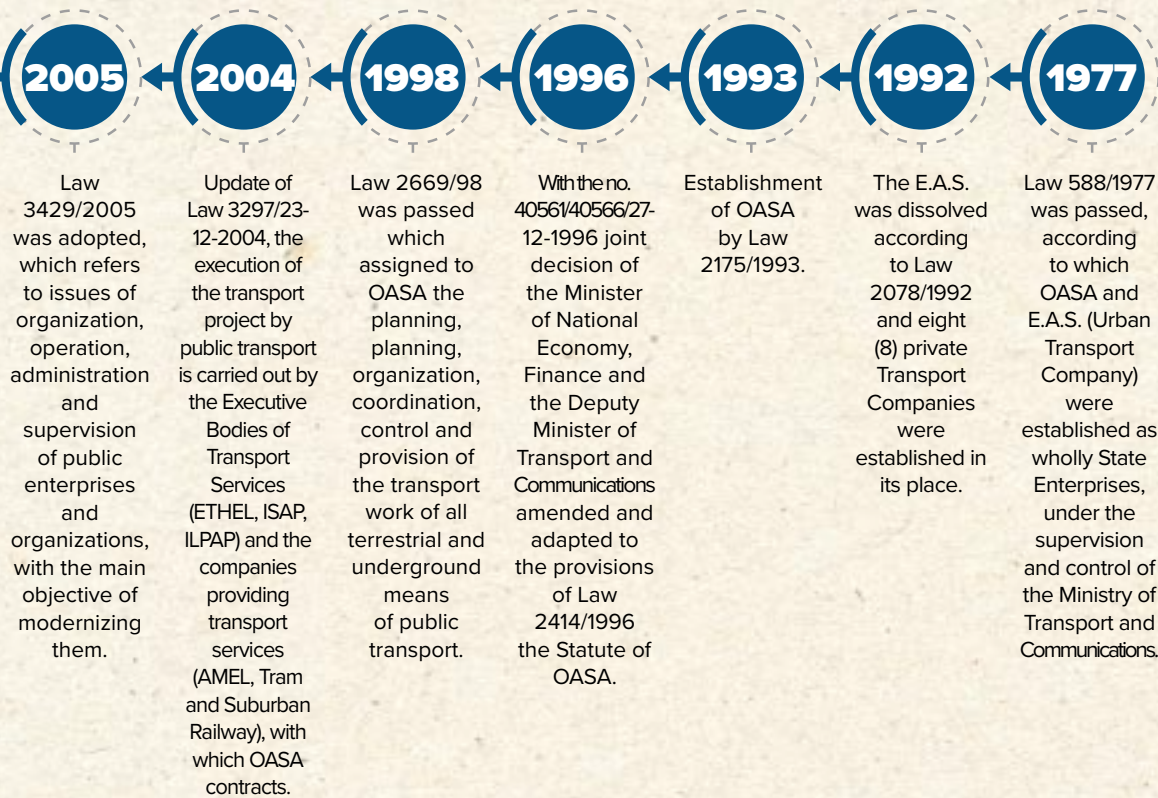 2005
Law
3429/2005
was adopted,
which refers
to issues of
organization,
operation,
administration
and
supervision
of public
enterprises
and
organizations,
with the main
objective of
modernizing
them.
2004
Update of
Law 3297/23-
12-2004, the
execution of
the transport
project by
public transport
is carried out by
the Executive
Bodies of
Transport
Services
(ETHEL, ISAP,
ILPAP) and the
companies
providing
transport
services
(AMEL, Tram
and Suburban
Railway), with
which OASA
contracts.
1998
Law 2669/98
was passed
which
assigned to
OASA the
planning,
planning,
organization,
coordination,
control and
provision of
the transport
work of all
terrestrial and
underground
means
of public
transport.
1996
With the no.
40561/40566/27-
12-1996 joint
decision of
the Minister
of National
Economy,
Finance and
the Deputy
Minister of
Transport and
Communications
amended and
adapted to
the provisions
of Law
2414/1996
the Statute of
OASA.
1993
Establishment
of OASA
by Law
2175/1993.
1992
The E.A.S.
was dissolved
according
to Law
2078/1992
and eight
(8) private
Transport
Companies
were
established in
its place.
1977
Law 588/1977
was passed,
according
to which
OASA and
E.A.S. (Urban
Transport
Company)
were
established as
wholly State
Enterprises,
under the
supervision
and control of
the Ministry of
Transport and
Communications.